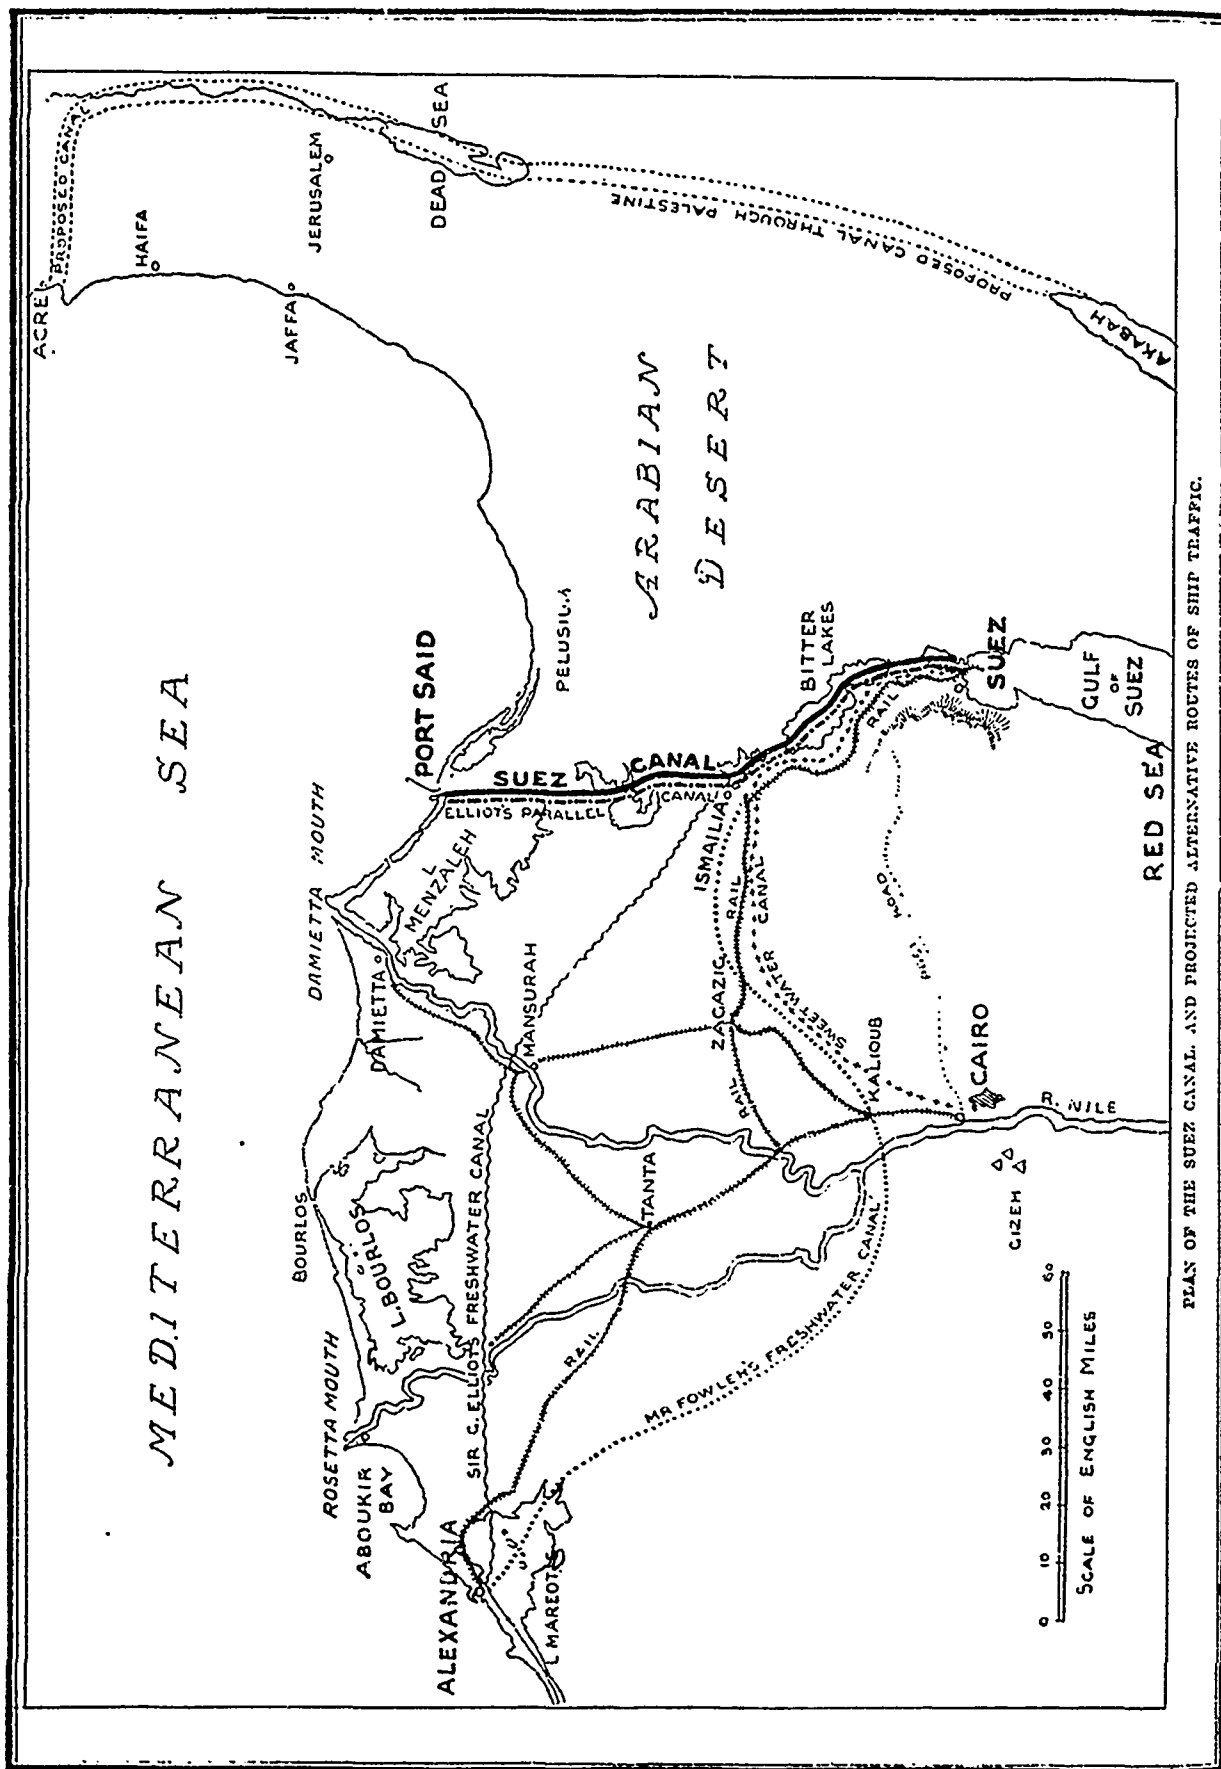 MEDITERRANEAN SEA
ACRE
PROPOSED CANAL
HAIFA
JAFFA
JERUSALEM
DEAD SEA
PROPOSED CANAL THROUGH PALESTINE
AKABAH
ARABIAN
DESERT
DAMIETTA MOUTH
PORT SAID
PELUSIUM
BOURLOS
ROSETTA MOUTH
ABOUKIR
BAY
ALEXANDRIA
L MAREOTIS
L. BOURLOS
DAMIETTA
L
MENZALEH
SUEZ CANAL
ELLIOTS PARALLEL CANAL
SIR C. ELLIOTS FRESHWATER CANAL
MANSURAH
RAIL
TANTA
RAIL
ZAGAZIG
ISMAILIA
RAIL
CANAL
SWEET WATER
BITTER
LAKES
RAIL
SUEZ
GULF
OF
SUEZ
RED SEA
ROAD
KALIOUB
CAIRO
R. NILE
GIZEH
MR FOWLER'S FRESHWATER CANAL
0 10 20 30 40 50 60
SCALE OF ENGLISH MILES
PLAN OF THE SUEZ CANAL, AND PROJECTED ALTERNATIVE ROUTES OF SHIP TRAFFIC.